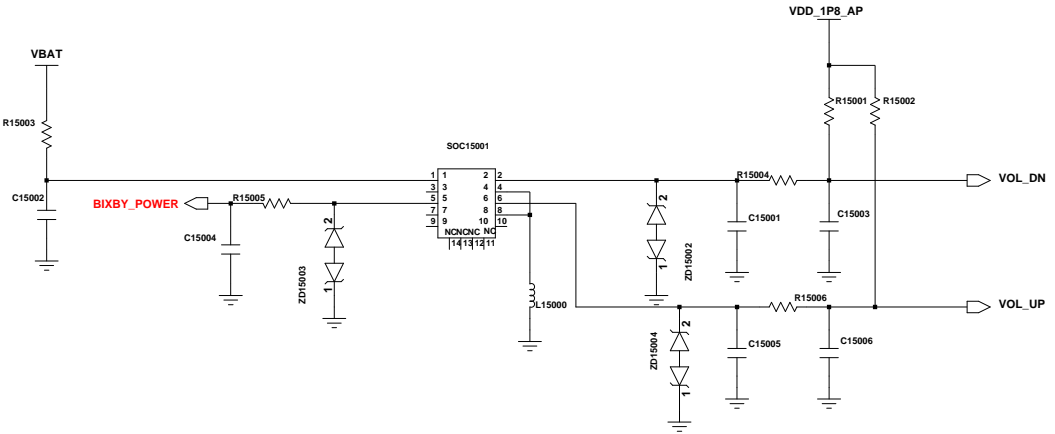 VDD_1P8_AP
VBAT
R15001
R15002
R15003
SOC15001
1 1 2 2
R15004
VOL_DN
3 3 4 4
C15002
BIXBY_POWER
R15005
5 5 6 6
7 7 8 8
9 9 10 10
C15004
2
ZD15003
1
NC NC NC NC
14 13 12 11
2
ZD15002
1
C15001
C15003
L15000
R15006
VOL_UP
2
ZD15004
1
C15005
C15006